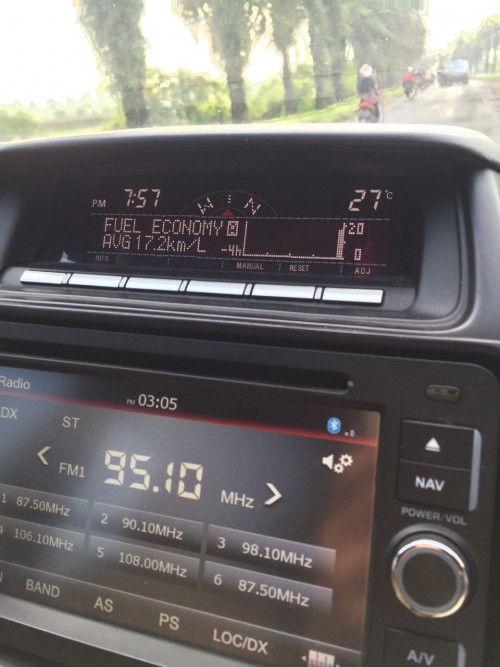 PM 7:57 W E N 27°C
FUEL ECONOMY
AVG 17.2km/L -4h 20 0
INFO MANUAL RESET ADJ
Radio PM 03:05
DX ST
FM1 95.10 MHz
1 87.50MHz 2 90.10MHz 3 98.10MHz
4 106.10MHz 5 108.00MHz 6 87.50MHz
BAND AS PS LOC/DX
NAV
POWER/VOL
A/V